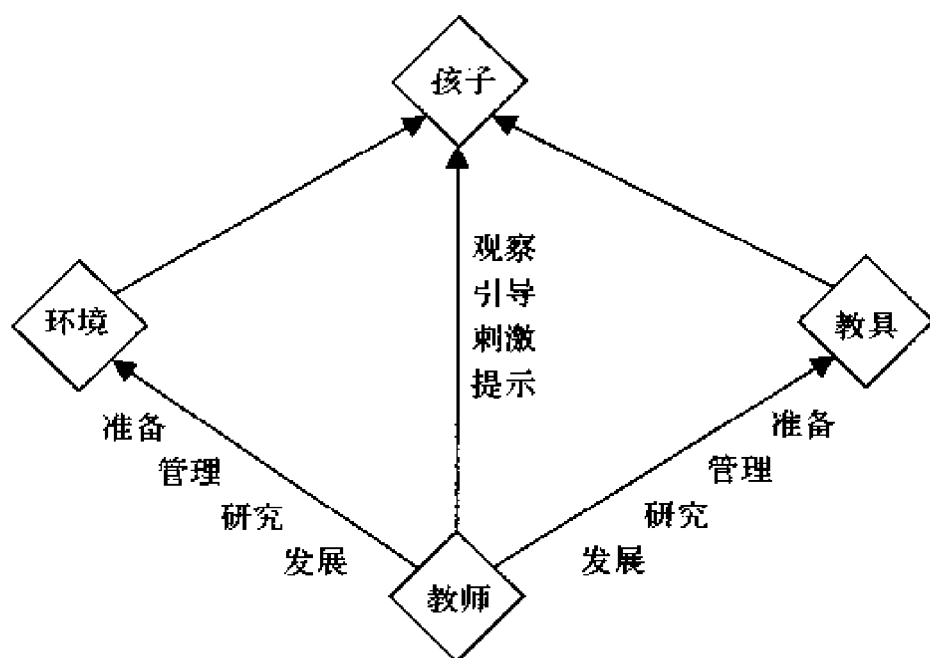 孩子
观察
引导
刺激
提示
环境
教具
准备
管理
研究
发展
准备
管理
研究
发展
教师